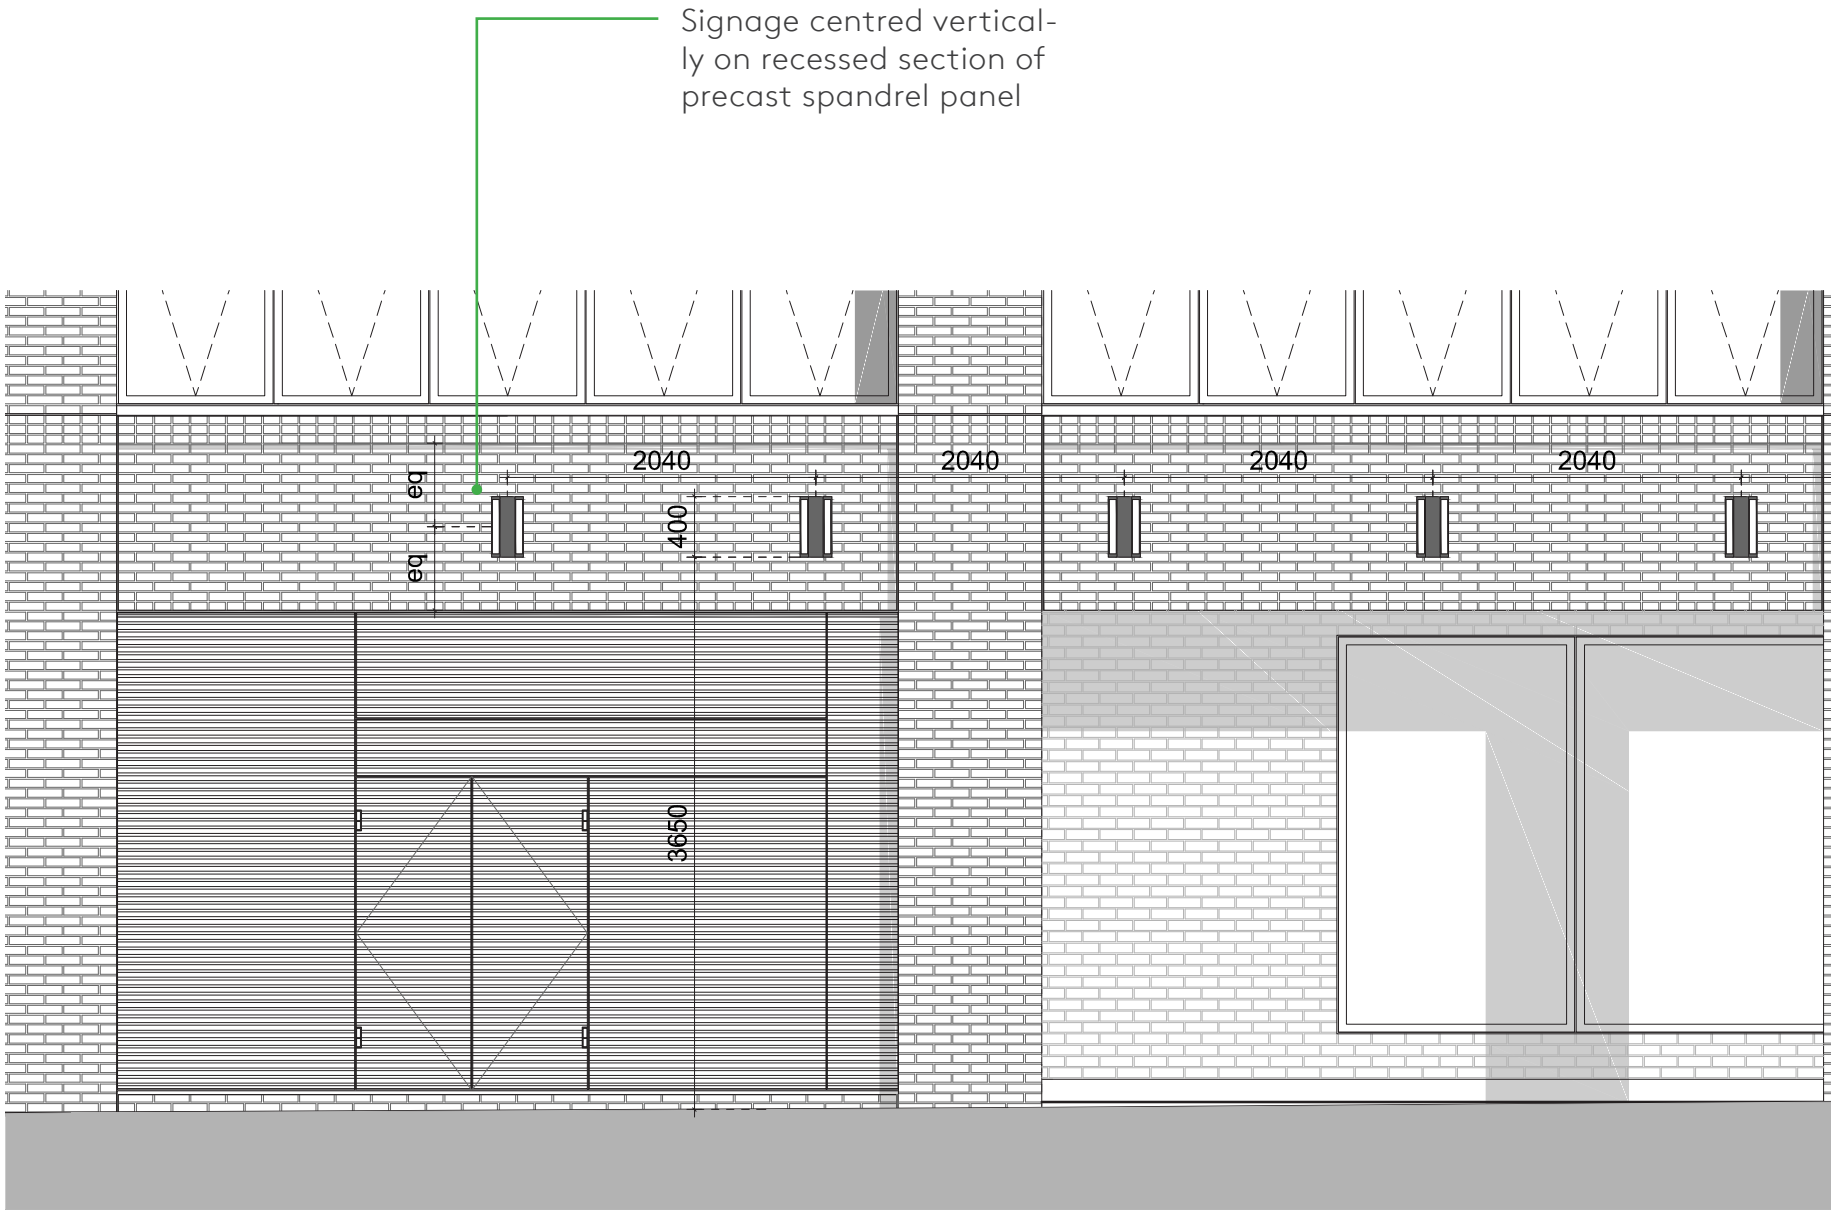 Signage centred vertical-
ly on recessed section of
precast spandrel panel
2040 2040 2040 2040
eq
400
eq
3650